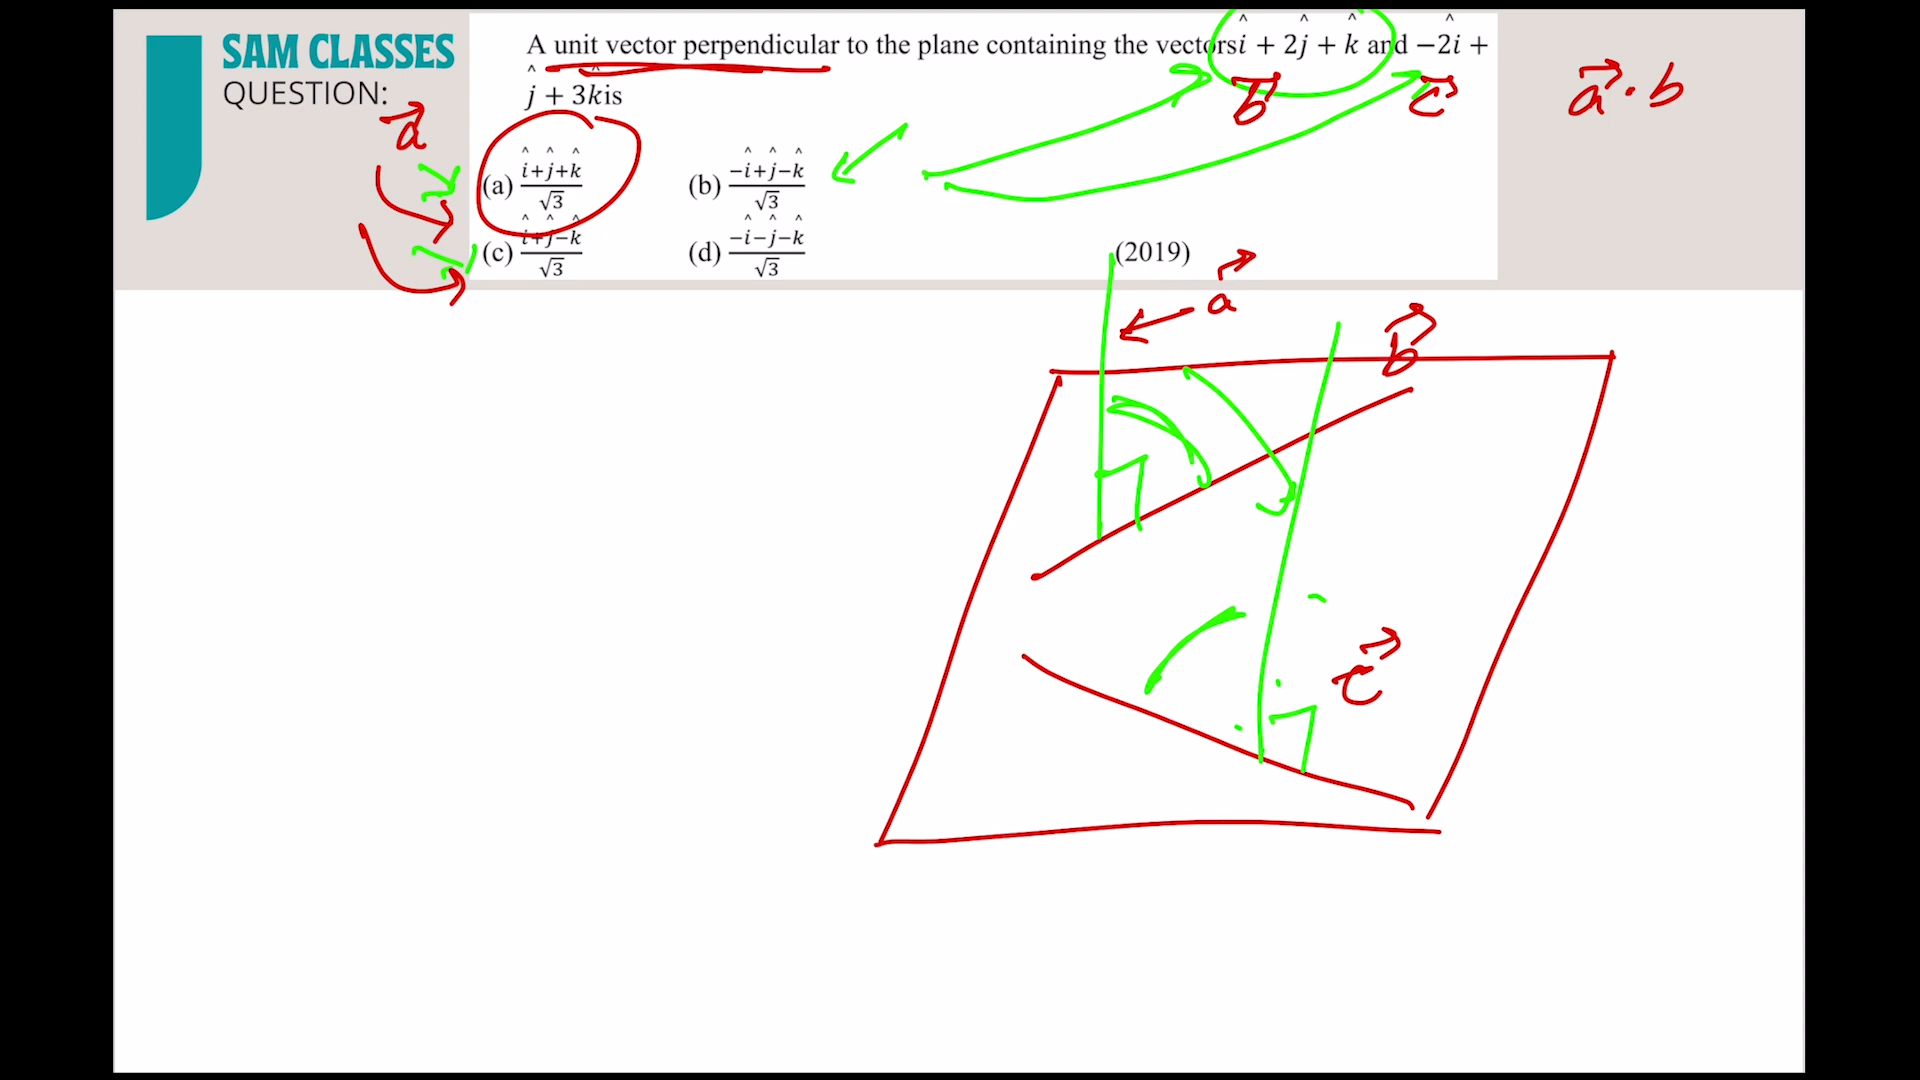 SAM CLASSES
QUESTION:
A unit vector perpendicular to the plane containing the vectorsî + 2ĵ + k̂ and −2î +
ĵ + 3k̂is
(a) (î+ĵ+k̂)/√3 (b) (−î+ĵ−k̂)/√3
(c) (î+ĵ−k̂)/√3 (d) (−î−ĵ−k̂)/√3 (2019)
a⃗
b⃗ c⃗
a⃗ · b
a⃗
b⃗
c⃗